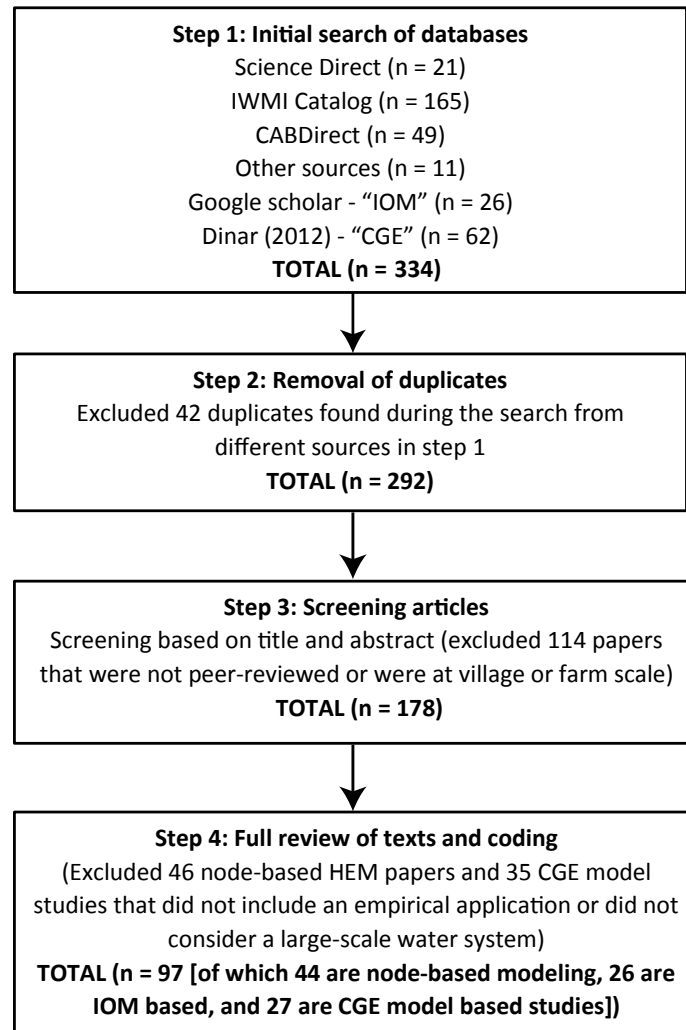 Step 1: Initial search of databases
Science Direct (n = 21)
IWMI Catalog (n = 165)
CABDirect (n = 49)
Other sources (n = 11)
Google scholar - “IOM” (n = 26)
Dinar (2012) - “CGE” (n = 62)
TOTAL (n = 334)
Step 2: Removal of duplicates
Excluded 42 duplicates found during the search from
different sources in step 1
TOTAL (n = 292)
Step 3: Screening articles
Screening based on title and abstract (excluded 114 papers
that were not peer-reviewed or were at village or farm scale)
TOTAL (n = 178)
Step 4: Full review of texts and coding
(Excluded 46 node-based HEM papers and 35 CGE model
studies that did not include an empirical application or did not
consider a large-scale water system)
TOTAL (n = 97 [of which 44 are node-based modeling, 26 are
IOM based, and 27 are CGE model based studies])